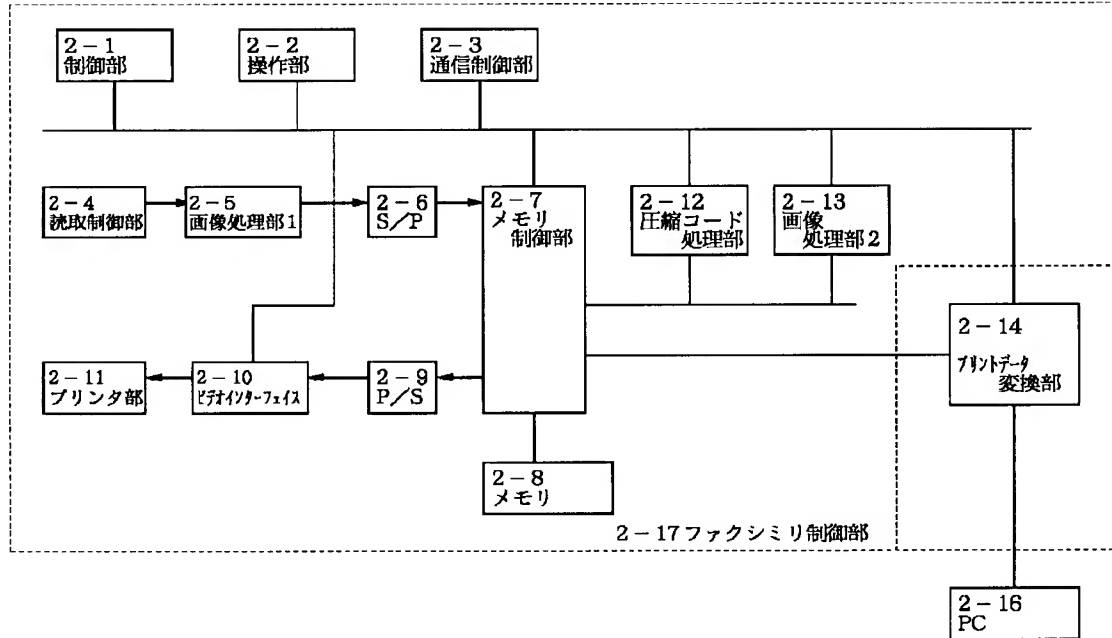 2－1
制御部
2－2
操作部
2－3
通信制御部
2－4
読取制御部
2－5
画像処理部1
2－6
S／P
2－7
メモリ
制御部
2－12
圧縮コード
処理部
2－13
画像
処理部2
2－14
プリントデータ
変換部
2－11
プリンタ部
2－10
ビデオインターフェイス
2－9
P／S
2－8
メモリ
2－17ファクシミリ制御部
2－16
PC